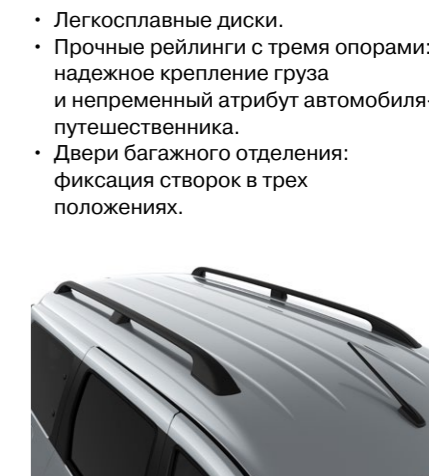 • Легкосплавные диски.
• Прочные рейлинги с тремя опорами:
надежное крепление груза
и непременный атрибут автомобиля-
путешественника.
• Двери багажного отделения:
фиксация створок в трех
положениях.